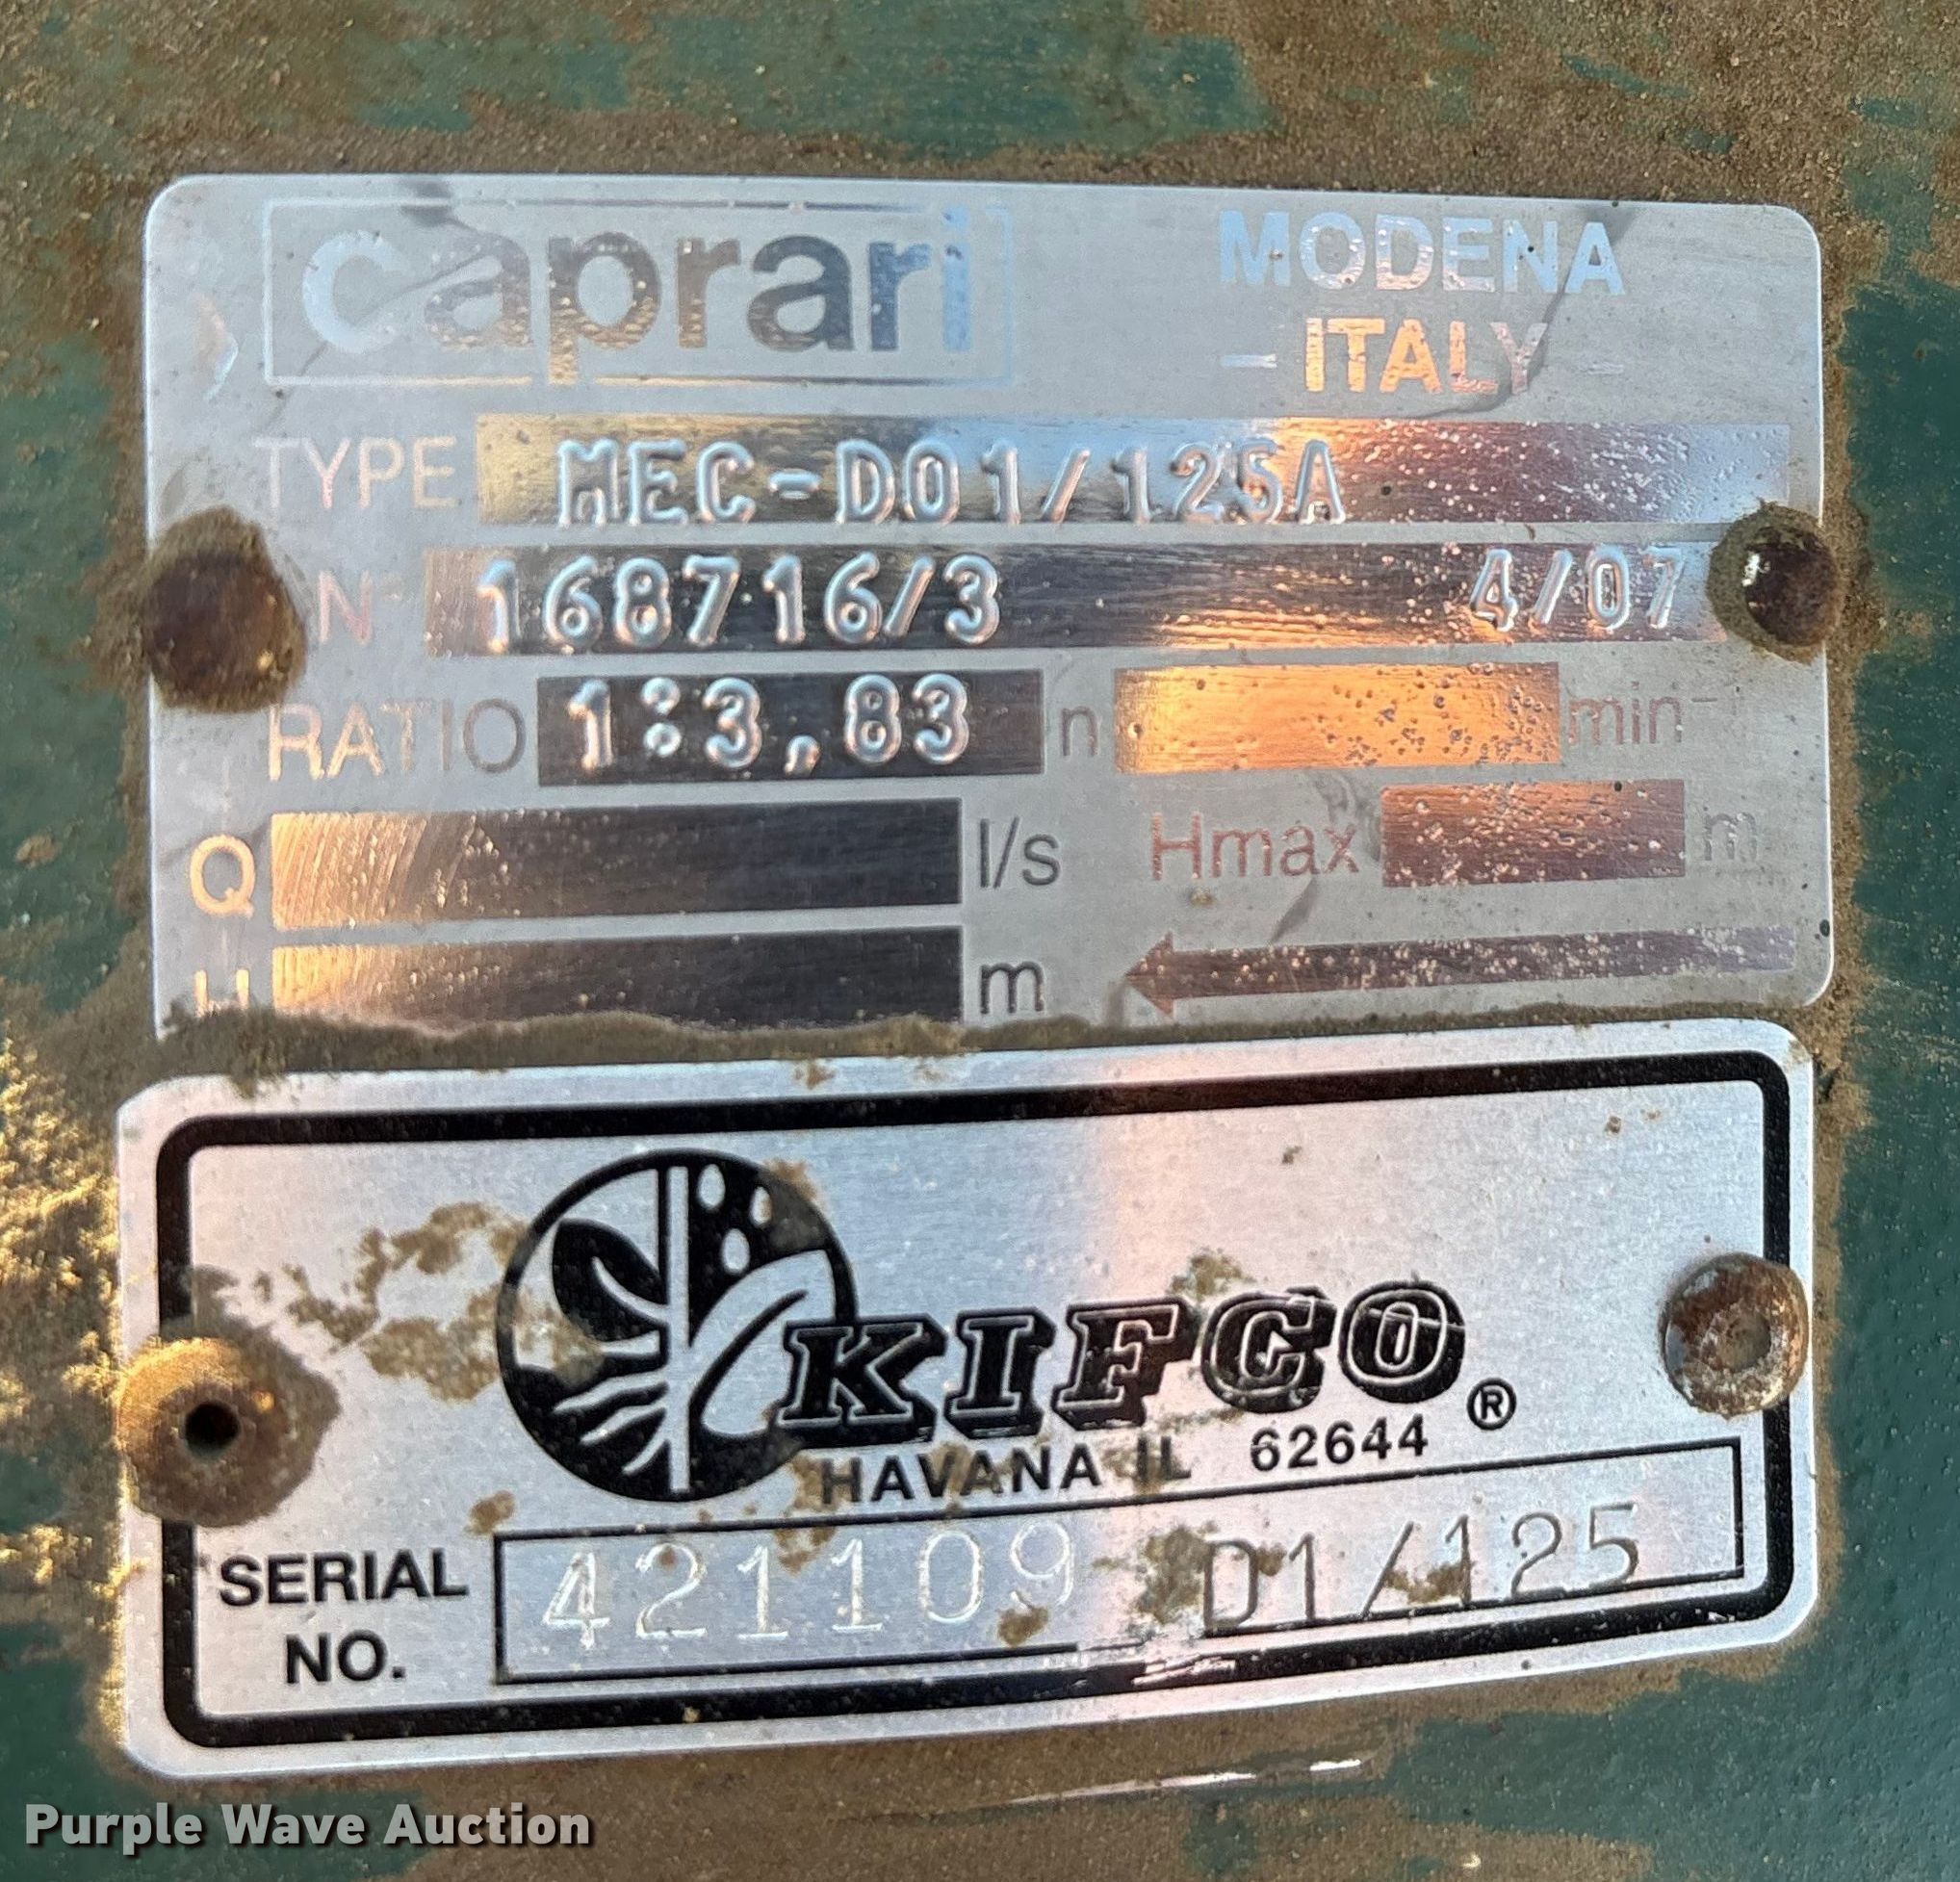 caprari
MODENA
- ITALY -
TYPE MEC-D01/125A
N° 168716/3 4/07
RATIO 1:3,83 n min⁻¹
Q l/s Hmax m
H m
KIFCO®
HAVANA IL 62644
SERIAL NO. 421109 D1/125
Purple Wave Auction